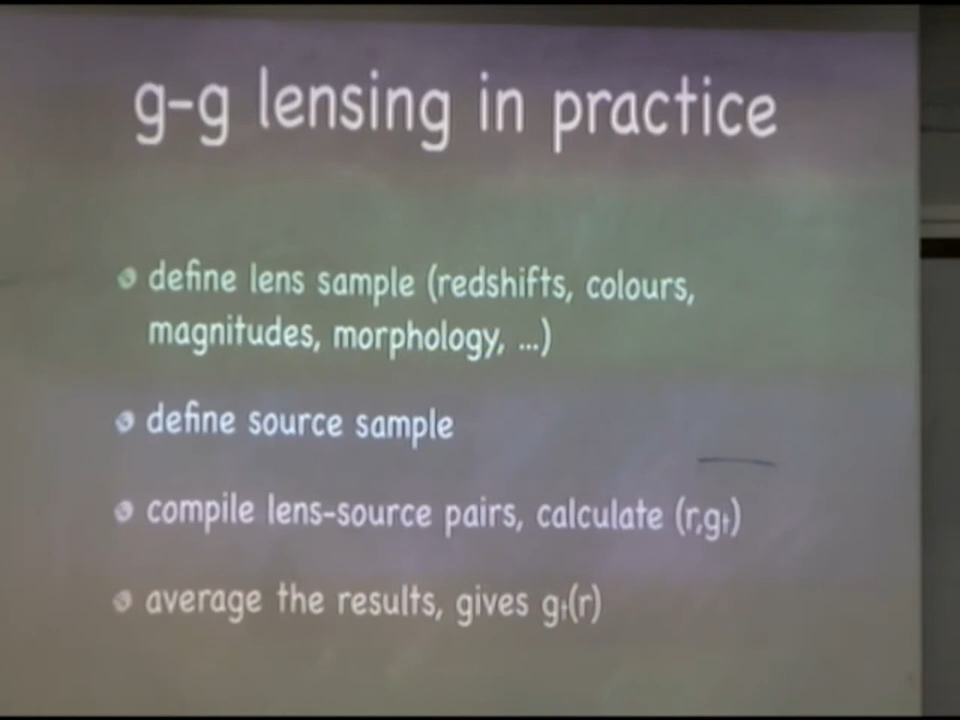 g-g lensing in practice
define lens sample (redshifts, colours,
magnitudes, morphology, ...)
define source sample
compile lens-source pairs, calculate (r,gt)
average the results, gives gt(r)